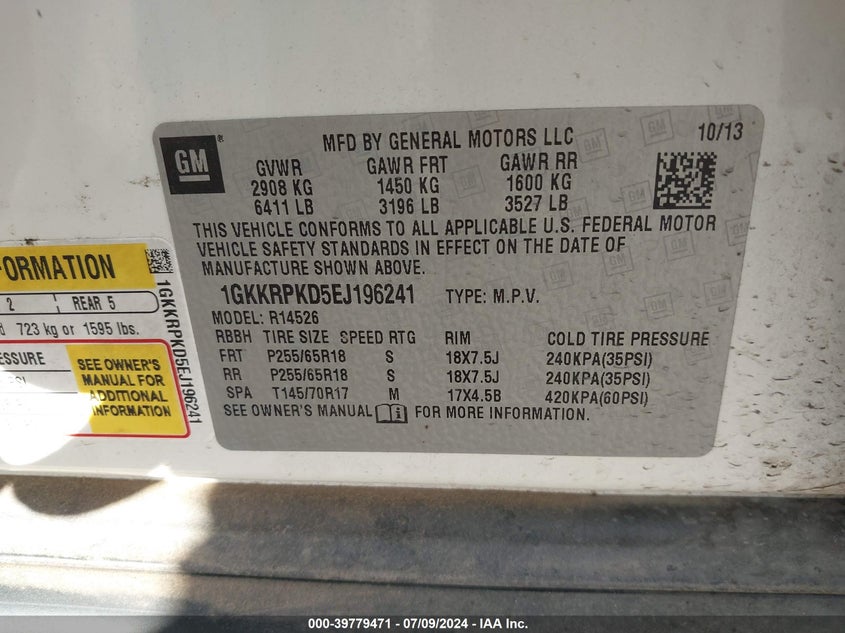 GM
®
MFD BY GENERAL MOTORS LLC
10/13
GVWR GAWR FRT GAWR RR
2908 KG 1450 KG 1600 KG
6411 LB 3196 LB 3527 LB
THIS VEHICLE CONFORMS TO ALL APPLICABLE U.S. FEDERAL MOTOR
VEHICLE SAFETY STANDARDS IN EFFECT ON THE DATE OF
MANUFACTURE SHOWN ABOVE.
1GKKRPKD5EJ196241 TYPE: M.P.V.
MODEL: R14526
RBBH TIRE SIZE SPEED RTG RIM COLD TIRE PRESSURE
FRT P255/65R18 S 18X7.5J 240KPA(35PSI)
RR P255/65R18 S 18X7.5J 240KPA(35PSI)
SPA T145/70R17 M 17X4.5B 420KPA(60PSI)
SEE OWNER'S MANUAL FOR MORE INFORMATION.
FORMATION
2 REAR 5
723 kg or 1595 lbs.
ESSURE
SEE OWNER'S
MANUAL FOR
ADDITIONAL
INFORMATION
1GKKRPKD5EJ196241
000-39779471 / 07/09/2024 - IAA Inc.